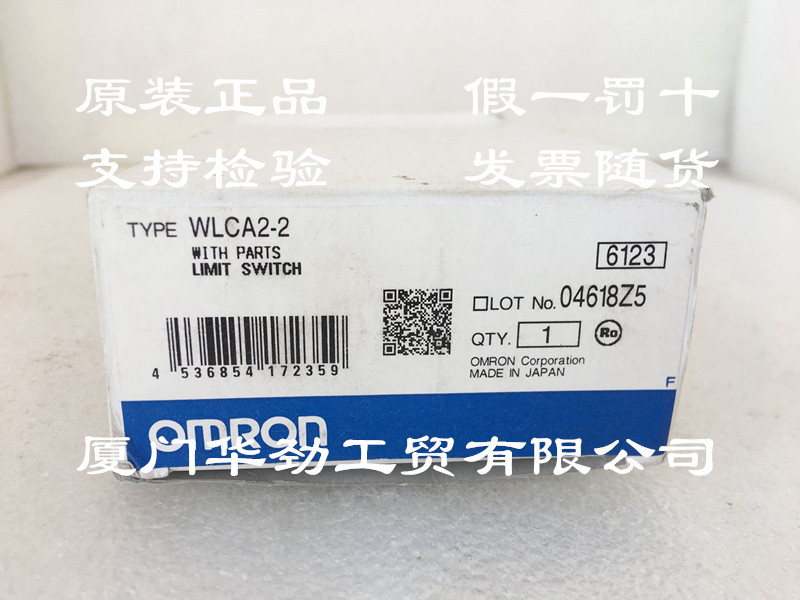 原装正品 假一罚十
支持检验 发票随货
TYPE WLCA2-2
WITH PARTS
LIMIT SWITCH
6123
□LOT No. 04618Z5
QTY. 1 Ro
OMRON Corporation
MADE IN JAPAN
4 536854 172359
F
OMRON
厦门华劲工贸有限公司